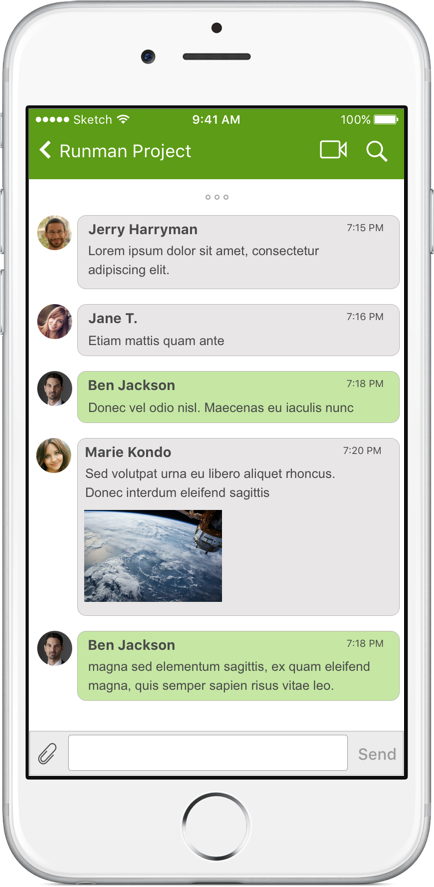 Sketch 9:41 AM 100%
Runman Project
Jerry Harryman 7:15 PM
Lorem ipsum dolor sit amet, consectetur
adipiscing elit.
Jane T. 7:16 PM
Etiam mattis quam ante
Ben Jackson 7:18 PM
Donec vel odio nisl. Maecenas eu iaculis nunc
Marie Kondo 7:20 PM
Sed volutpat urna eu libero aliquet rhoncus.
Donec interdum eleifend sagittis
Ben Jackson 7:18 PM
magna sed elementum sagittis, ex quam eleifend
magna, quis semper sapien risus vitae leo.
Send